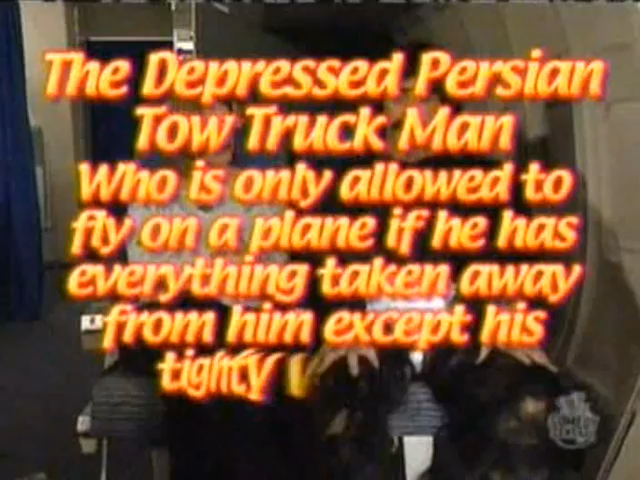 The Depressed Persian
Tow Truck Man
Who is only allowed to
fly on a plane if he has
everything taken away
from him except his
tighty